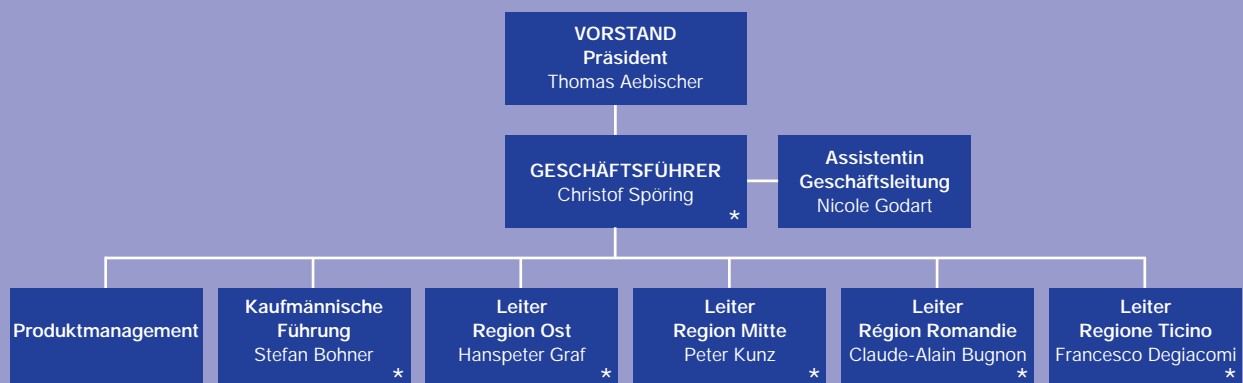 VORSTAND
Präsident
Thomas Aebischer
GESCHÄFTSFÜHRER
Christof Spöring
*
Assistentin
Geschäftsleitung
Nicole Godart
Produktmanagement
Kaufmännische
Führung
Stefan Bohner
*
Leiter
Region Ost
Hanspeter Graf
*
Leiter
Region Mitte
Peter Kunz
*
Leiter
Région Romandie
Claude-Alain Bugnon
*
Leiter
Regione Ticino
Francesco Degiacomi
*